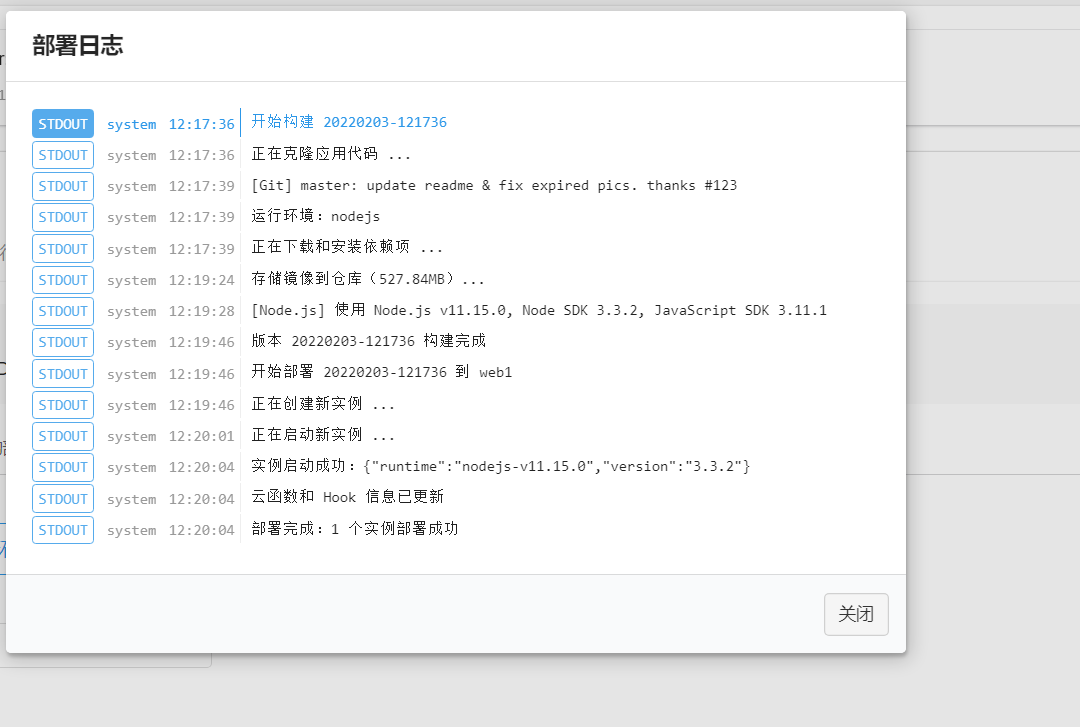 部署日志
STDOUT system 12:17:36 开始构建 20220203-121736
STDOUT system 12:17:36 正在克隆应用代码 ...
STDOUT system 12:17:39 [Git] master: update readme & fix expired pics. thanks #123
STDOUT system 12:17:39 运行环境：nodejs
STDOUT system 12:17:39 正在下载和安装依赖项 ...
STDOUT system 12:19:24 存储镜像到仓库（527.84MB）...
STDOUT system 12:19:28 [Node.js] 使用 Node.js v11.15.0, Node SDK 3.3.2, JavaScript SDK 3.11.1
STDOUT system 12:19:46 版本 20220203-121736 构建完成
STDOUT system 12:19:46 开始部署 20220203-121736 到 web1
STDOUT system 12:19:46 正在创建新实例 ...
STDOUT system 12:20:01 正在启动新实例 ...
STDOUT system 12:20:04 实例启动成功：{"runtime":"nodejs-v11.15.0","version":"3.3.2"}
STDOUT system 12:20:04 云函数和 Hook 信息已更新
STDOUT system 12:20:04 部署完成：1 个实例部署成功
关闭